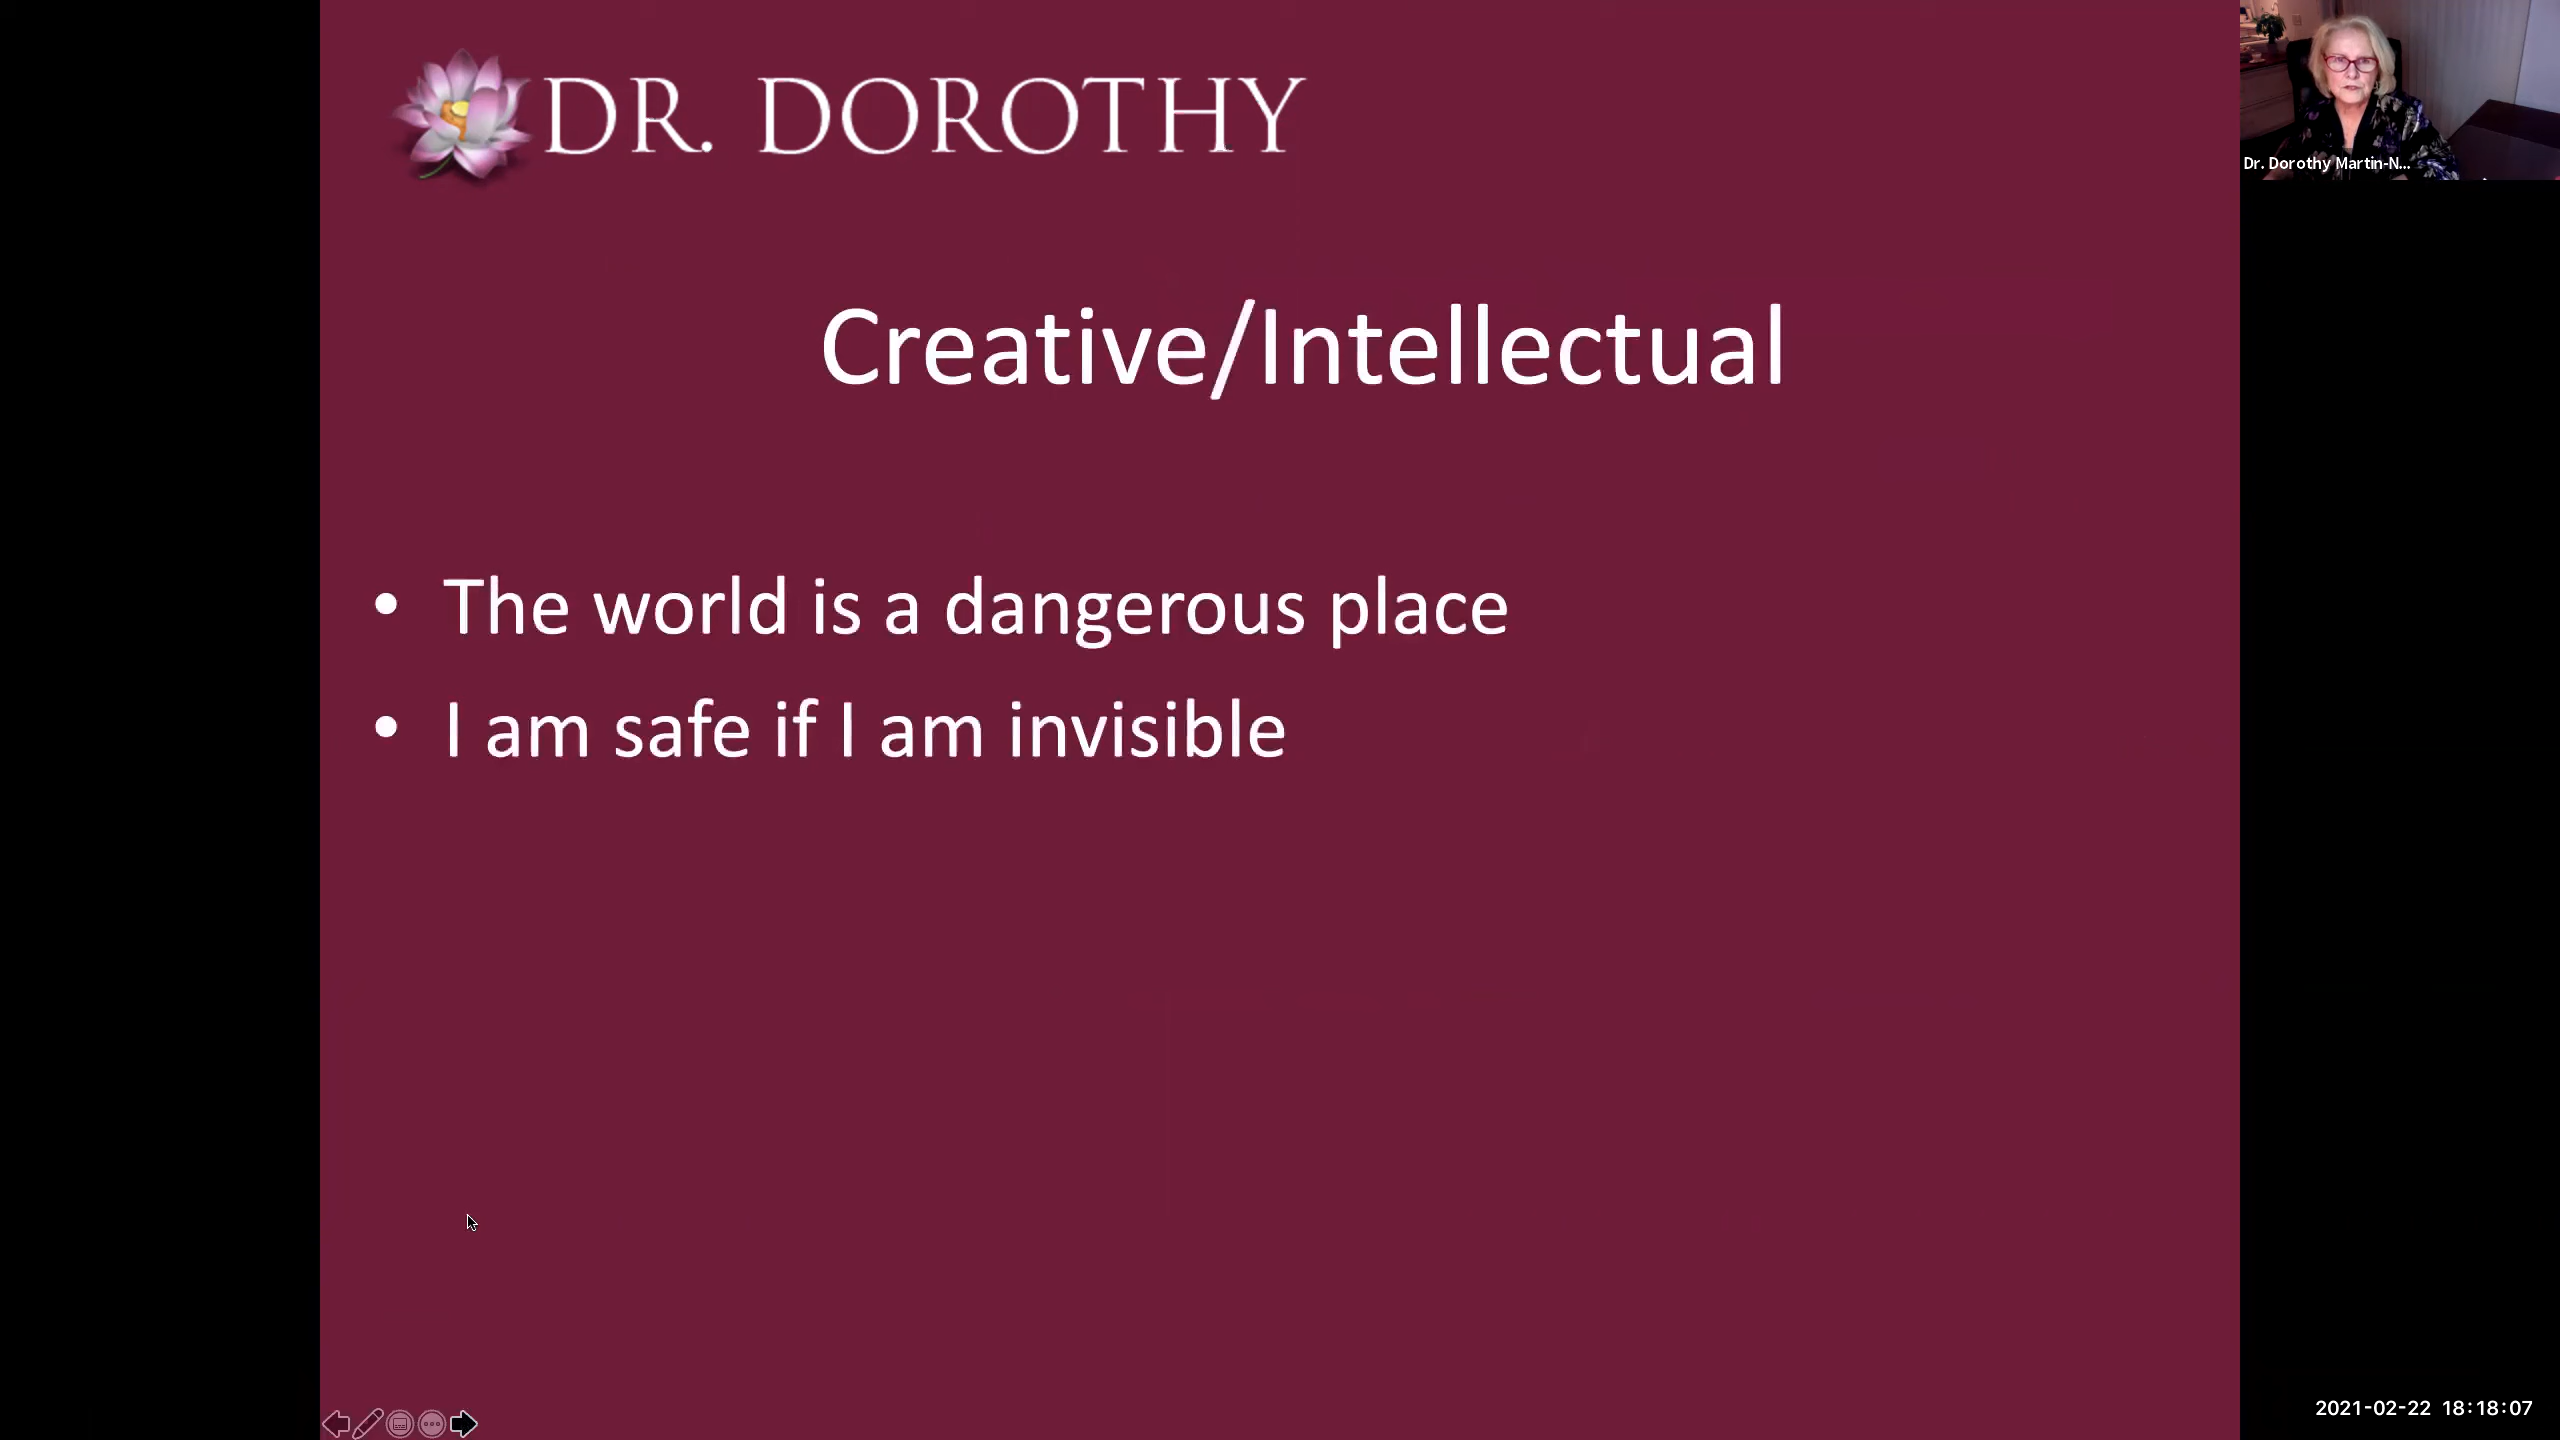 DR. DOROTHY
Dr. Dorothy Martin-N...
Creative/Intellectual
• The world is a dangerous place
• I am safe if I am invisible
2021-02-22 18:18:07